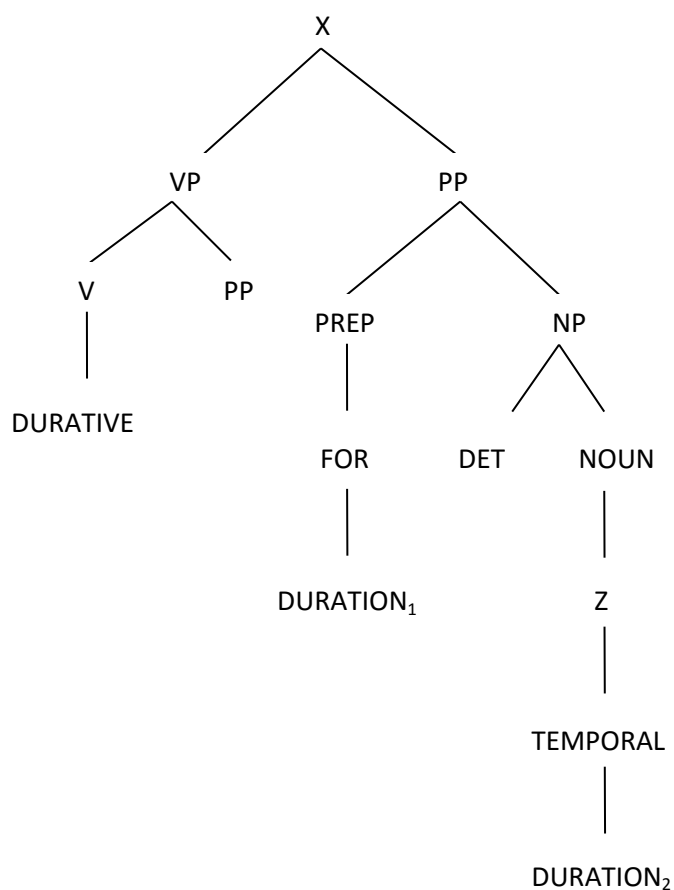 X
VP PP
V PP
PREP NP
DURATIVE
FOR DET NOUN
DURATION₁ Z
TEMPORAL
DURATION₂